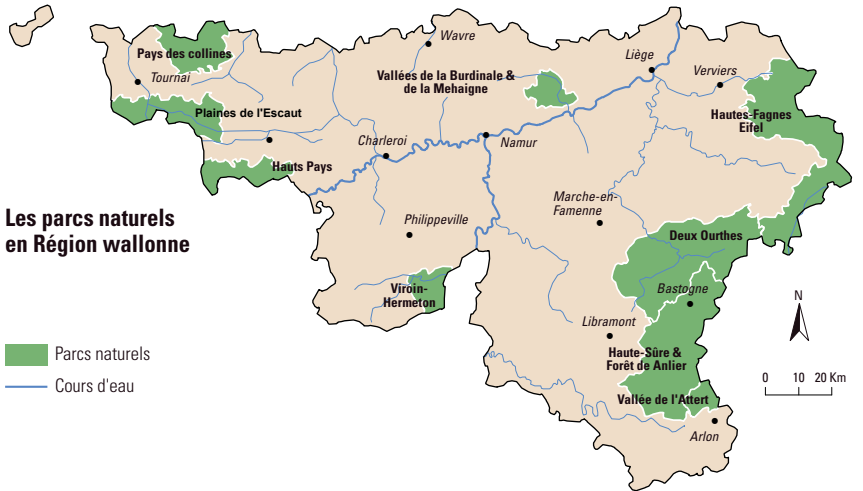 Wavre
Pays des collines
Liège
Verviers
Tournai
Vallées de la Burdinale &
de la Mehaigne
Plaines de l'Escaut
Hautes-Fagnes
Eifel
Charleroi
Namur
Hauts Pays
Marche-en-
Famenne
Les parcs naturels
en Région wallonne
Philippeville
Deux Ourthes
Viroin-
Hermeton
Bastogne
N
Libramont
Parcs naturels
Haute-Sûre &
Forêt de Anlier
Cours d'eau
0 10 20 Km
Vallée de l'Attert
Arlon